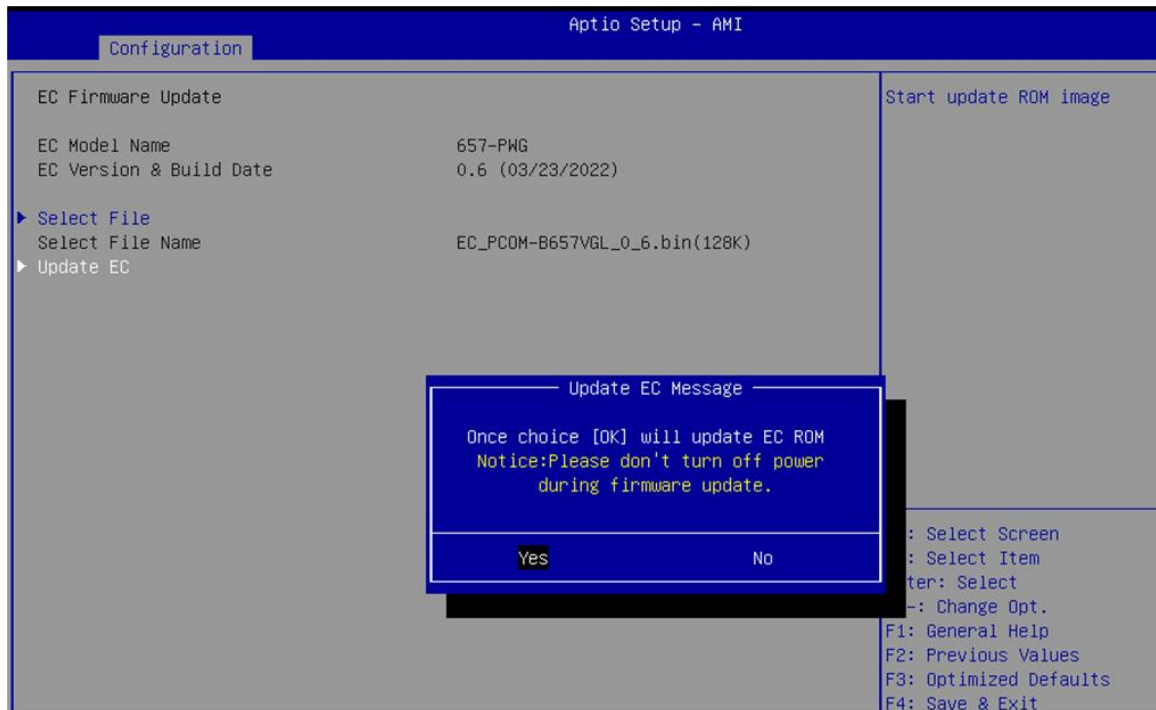 Aptio Setup – AMI
Configuration
EC Firmware Update
EC Model Name 657-PWG
EC Version & Build Date 0.6 (03/23/2022)
Select File
Select File Name EC_PCOM-B657VGL_0_6.bin(128K)
Update EC
Start update ROM image
Update EC Message
Once choice [OK] will update EC ROM
Notice:Please don't turn off power
during firmware update.
Yes No
: Select Screen
: Select Item
ter: Select
-: Change Opt.
F1: General Help
F2: Previous Values
F3: Optimized Defaults
F4: Save & Exit